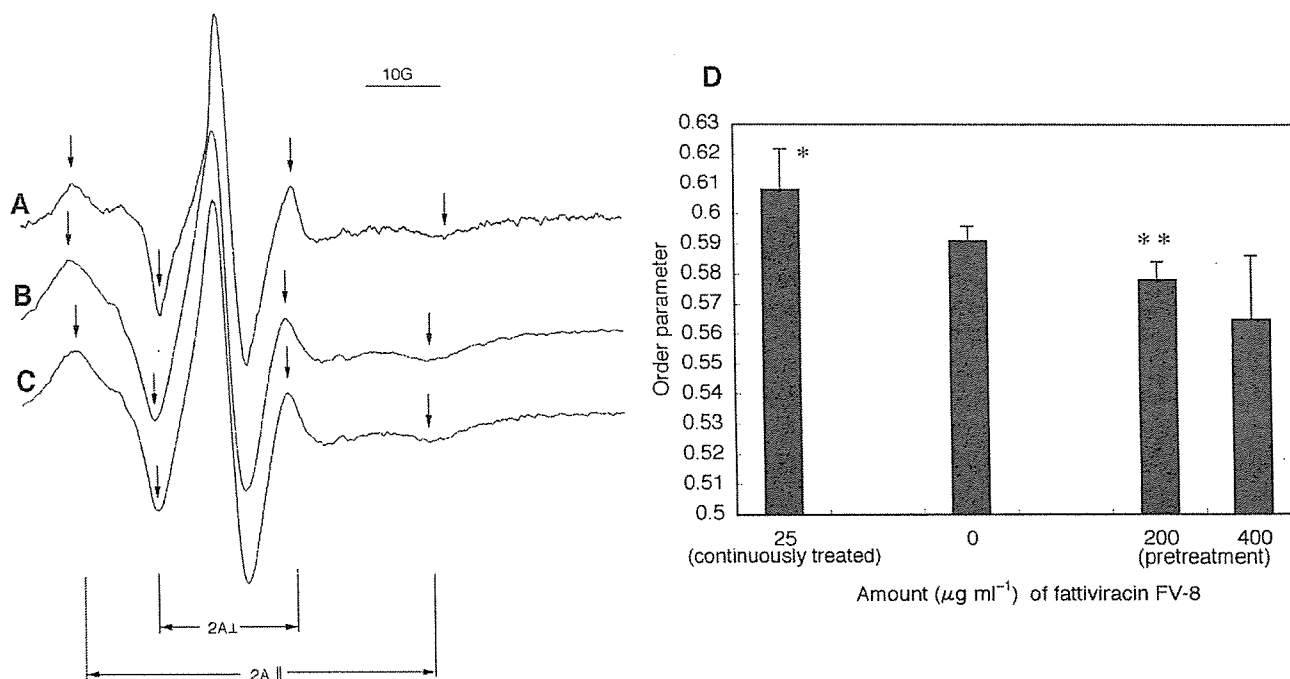 10G
A
B
C
2A⊥
2A ||
D
Order parameter
0.63
0.62
0.61
0.6
0.59
0.58
0.57
0.56
0.55
0.54
0.53
0.52
0.51
0.5
*
**
25 0 200 400
(continuously treated) (pretreatment)
Amount (μg ml⁻¹) of fattiviracin FV-8